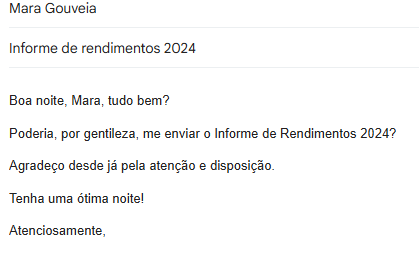 Mara Gouveia
Informe de rendimentos 2024
Boa noite, Mara, tudo bem?
Poderia, por gentileza, me enviar o Informe de Rendimentos 2024?
Agradeço desde já pela atenção e disposição.
Tenha uma ótima noite!
Atenciosamente,